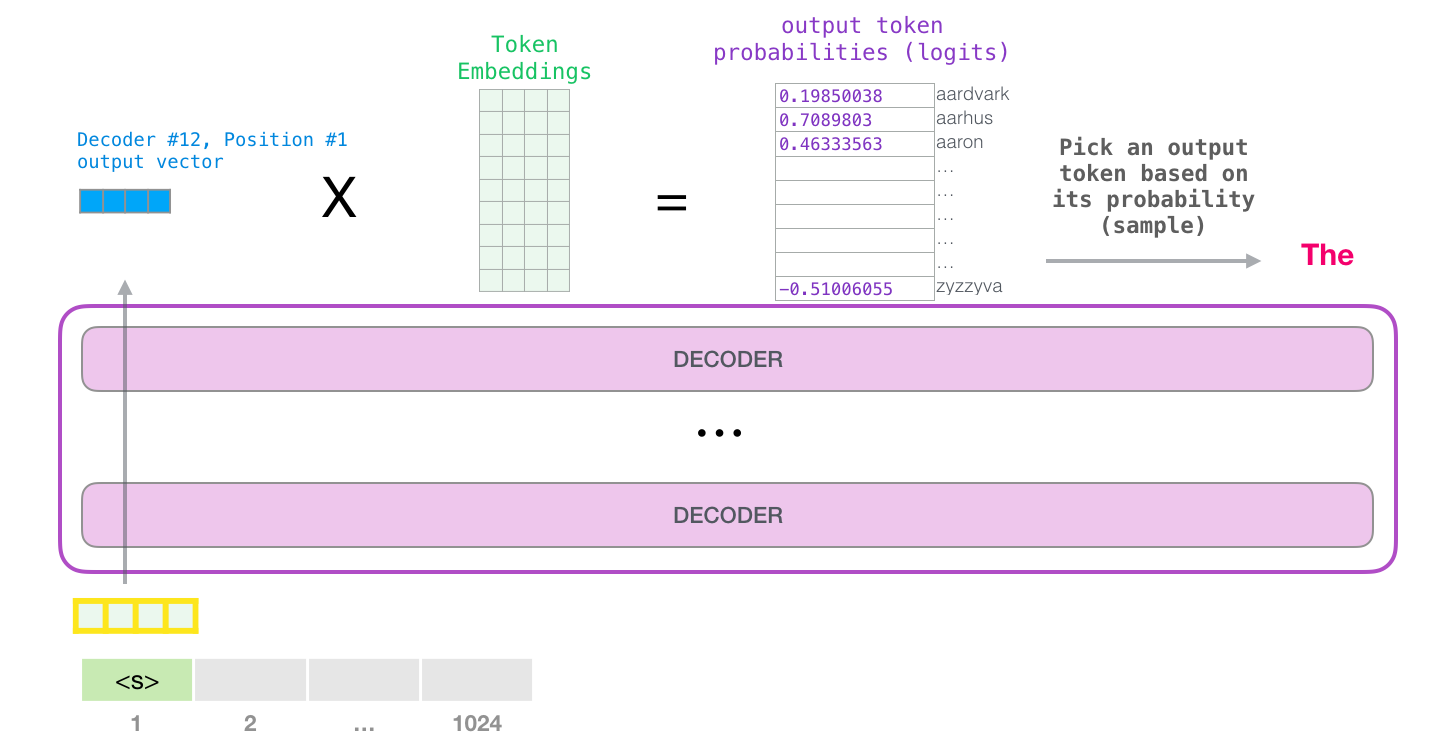 output token
probabilities (logits)
Token
Embeddings
0.19850038 aardvark
0.7089803 aarhus
0.46333563 aaron
...
...
...
...
...
-0.51006055 zyzzyva
Decoder #12, Position #1
output vector
X
=
Pick an output
token based on
its probability
(sample)
The
DECODER
...
DECODER
<s>
1 2 ... 1024